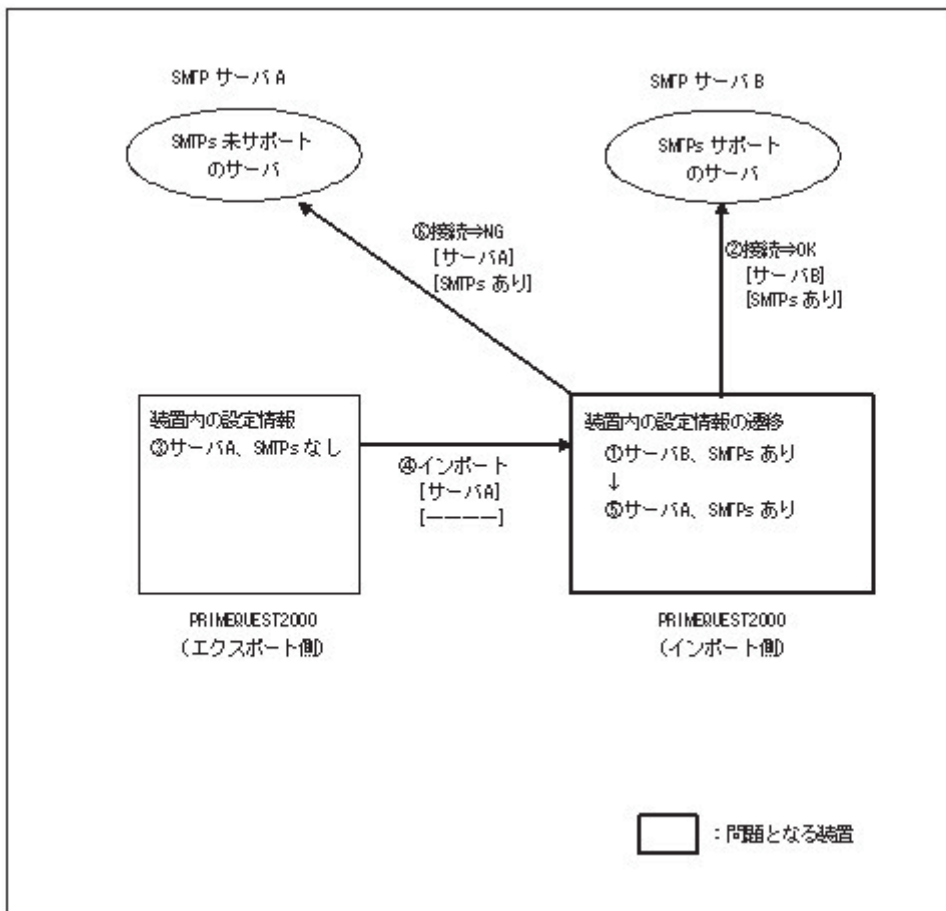 SMTP サーバ A
SMTP サーバ B
SMTPs 未サポート
のサーバ
SMTPs サポート
のサーバ
⑥接続⇒NG
[サーバA]
[SMTPs あり]
②接続⇒OK
[サーバB]
[SMTPs あり]
装置内の設定情報
③サーバA、SMTPs なし
④インポート
[サーバA]
[————]
装置内の設定情報の遷移
①サーバB、SMTPs あり
↓
⑤サーバA、SMTPs あり
PRIMEQUEST2000
(エクスポート側)
PRIMEQUEST2000
(インポート側)
:問題となる装置